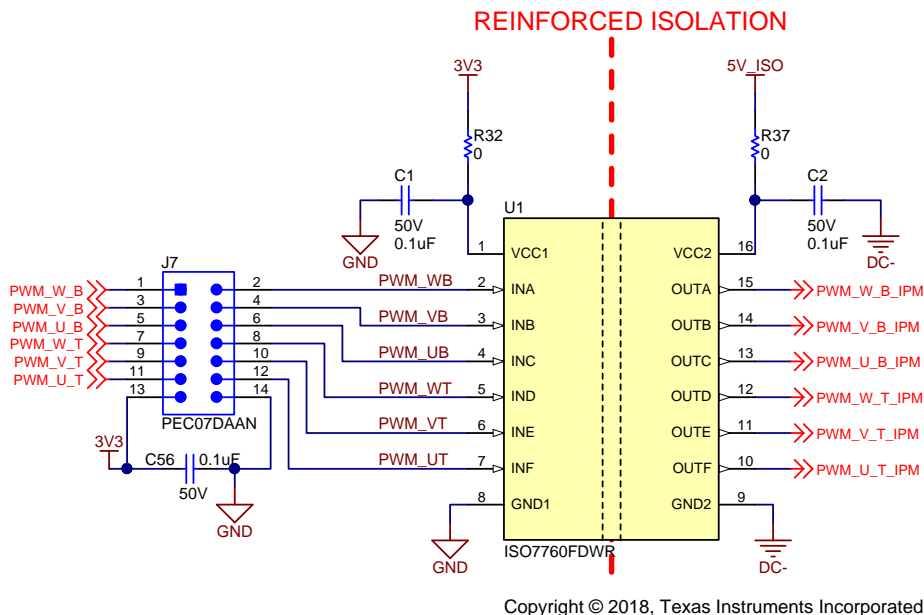 REINFORCED ISOLATION
3V3
5V_ISO
R32
0
R37
0
C1
50V
0.1uF
GND
C2
50V
0.1uF
DC-
U1
1 VCC1
VCC2 16
J7
PWM_W_B 1 2 PWM_WB 2 INA
OUTA 15 PWM_W_B_IPM
PWM_V_B 3 4 PWM_VB 3 INB
OUTB 14 PWM_V_B_IPM
PWM_U_B 5 6 PWM_UB 4 INC
OUTC 13 PWM_U_B_IPM
PWM_W_T 7 8 PWM_WT 5 IND
OUTD 12 PWM_W_T_IPM
PWM_V_T 9 10 PWM_VT 6 INE
OUTE 11 PWM_V_T_IPM
PWM_U_T 11 12 PWM_UT 7 INF
OUTF 10 PWM_U_T_IPM
13 14
PEC07DAAN
3V3
C56 0.1uF
50V
GND
8 GND1
GND2 9
GND
DC-
ISO7760FDWR
Copyright © 2018, Texas Instruments Incorporated